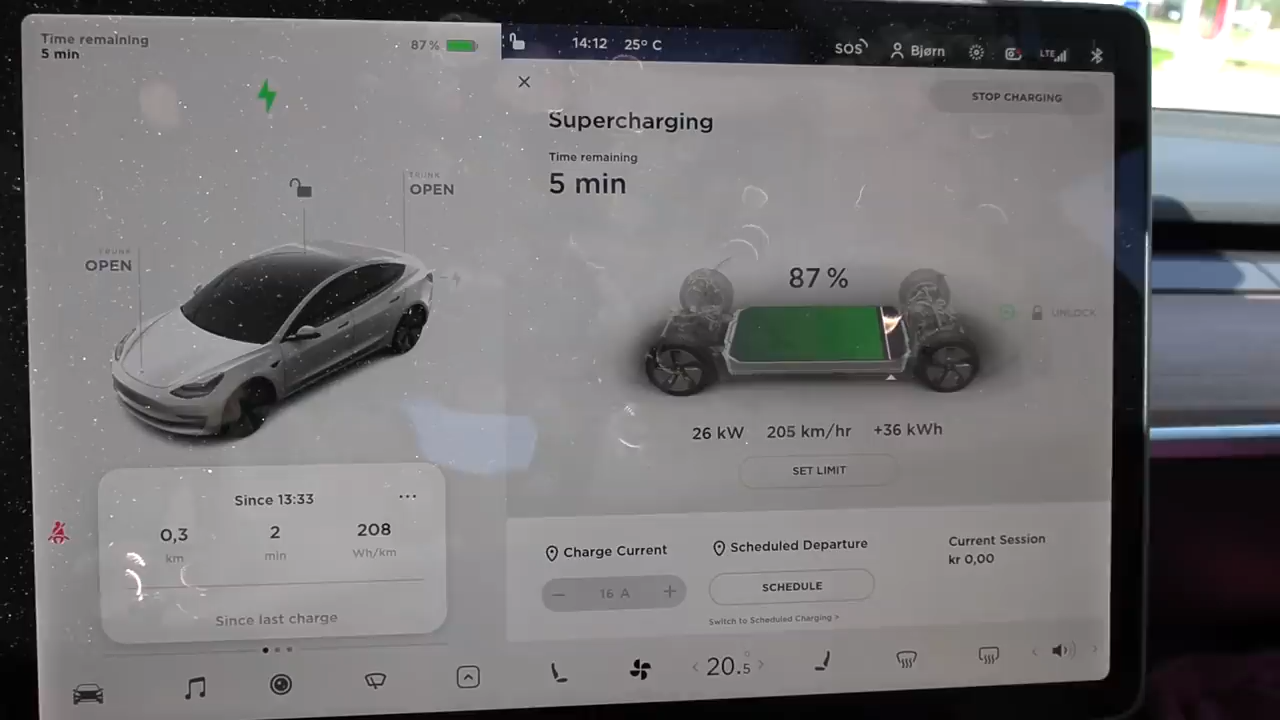 Time remaining
5 min
87 %
14:12
25° C
SOS
Bjørn
LTE
STOP CHARGING
Supercharging
Time remaining
5 min
TRUNK
OPEN
TRUNK
OPEN
87 %
UNLOCK
26 kW
205 km/hr
+36 kWh
SET LIMIT
Since 13:33
...
0,3
2
208
km
min
Wh/km
Since last charge
Charge Current
Scheduled Departure
Current Session
kr 0,00
− 16 A +
SCHEDULE
Switch to Scheduled Charging >
< 20.5 >